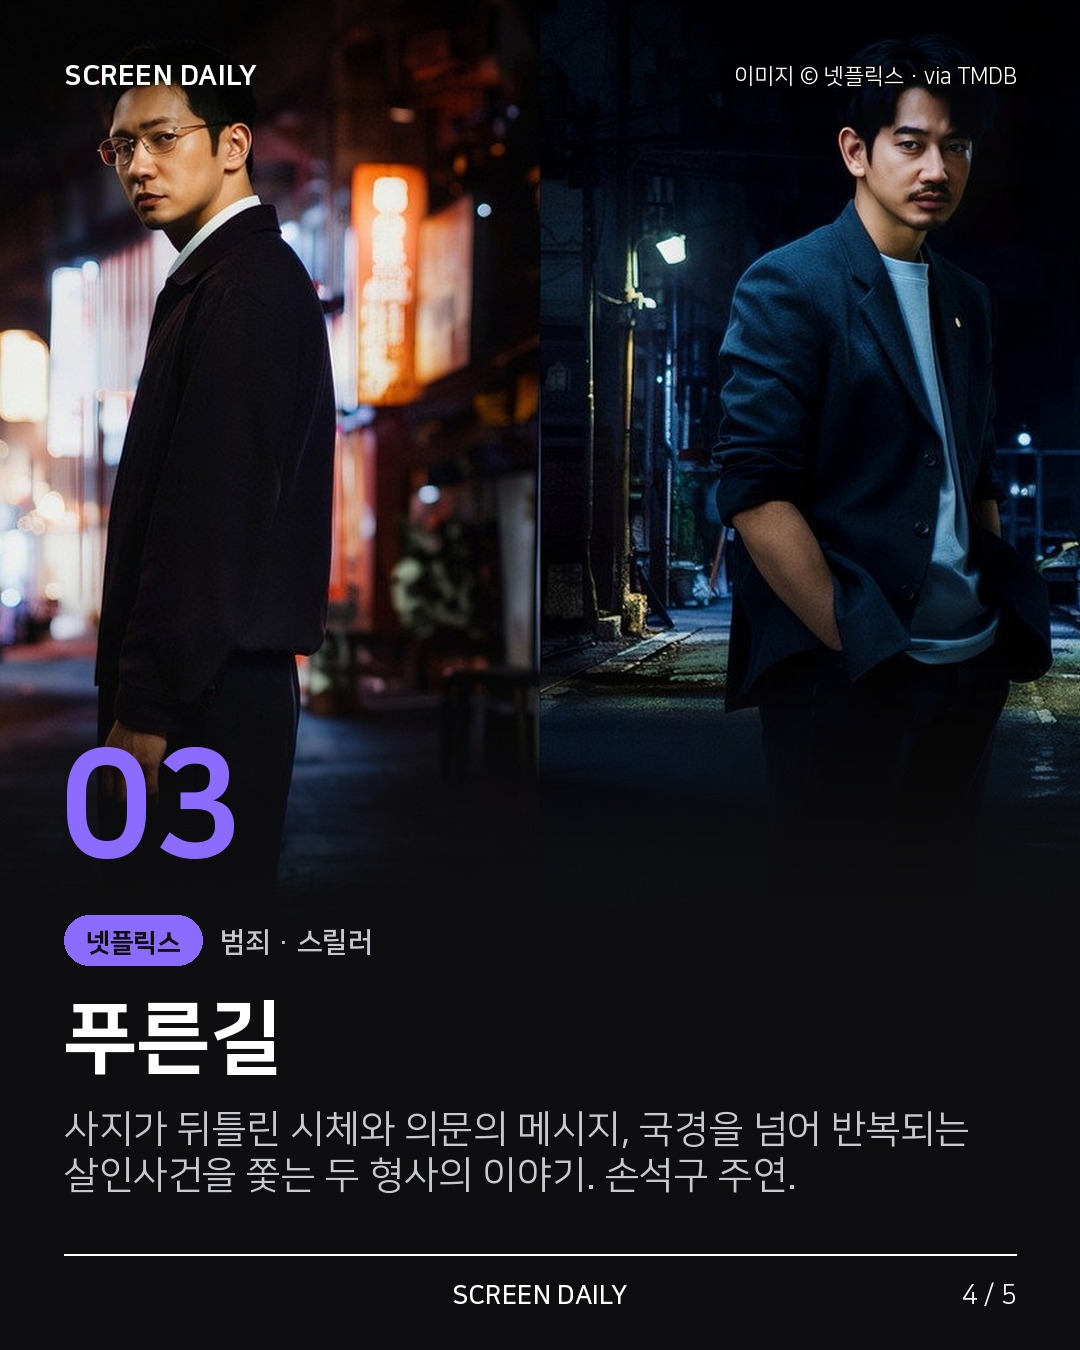 SCREEN DAILY
이미지 © 넷플릭스 · via TMDB
03
넷플릭스
범죄 · 스릴러
푸른길
사지가 뒤틀린 시체와 의문의 메시지, 국경을 넘어 반복되는
살인사건을 쫓는 두 형사의 이야기. 손석구 주연.
SCREEN DAILY
4 / 5